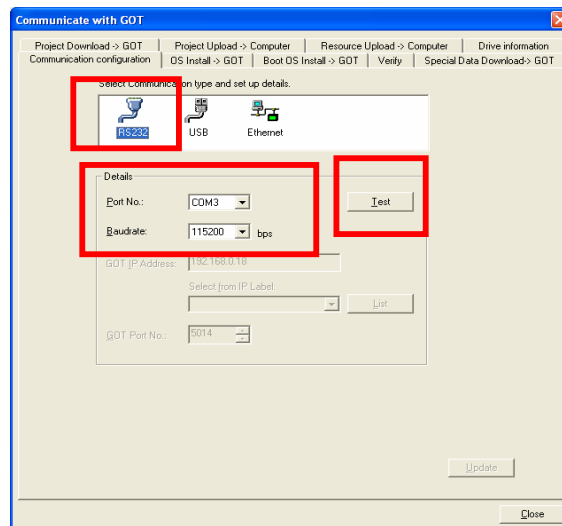 Communicate with GOT
Project Download -> GOT Project Upload -> Computer Resource Upload -> Computer Drive information
Communication configuration OS Install -> GOT Boot OS Install -> GOT Verify Special Data Download-> GOT
Select Communication type and set up details.
RS232 USB Ethernet
Details
Port No.: COM3 Test
Baudrate: 115200 bps
GOT IP Address: 192.168.0.18
Select from IP Label:
List
GOT Port No.: 5014
Update
Close